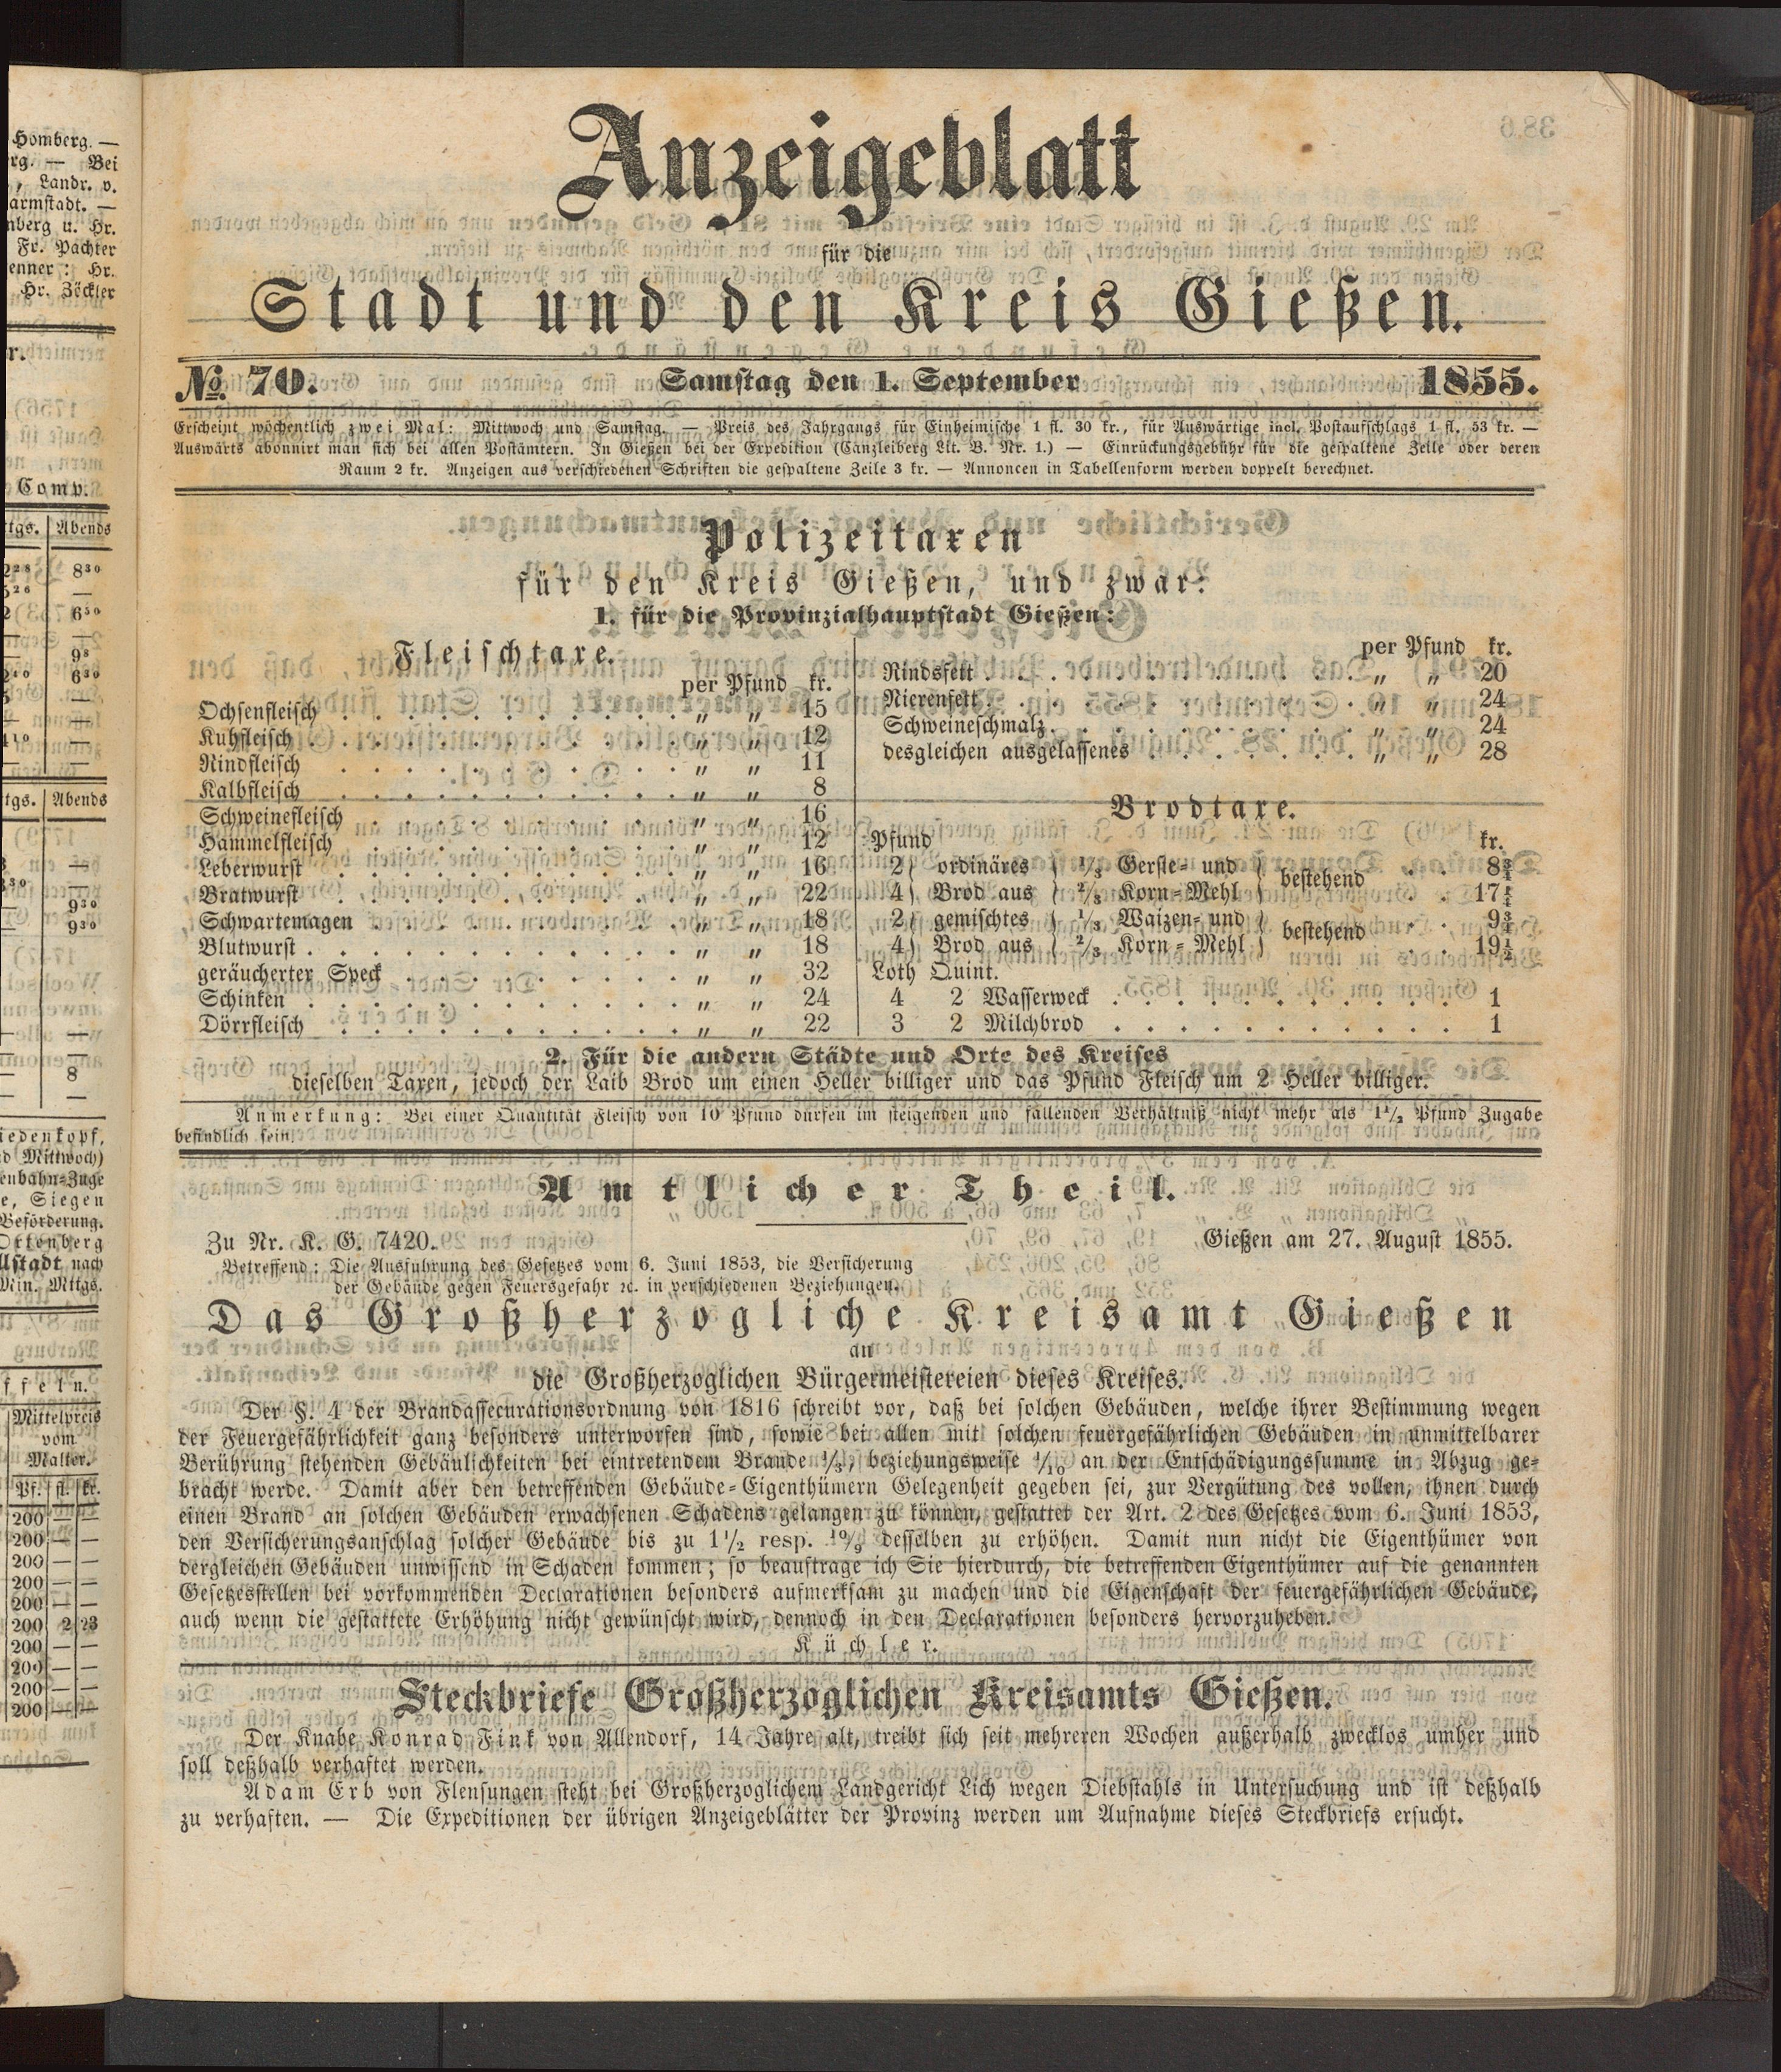 Anzeigeblatt
für die
Stadt und den Kreis Gießen.
No. 70. Samstag den 1. September 1855.
Erscheint wöchentlich zwei Mal: Mittwoch und Samstag. — Preis des Jahrgangs für Einheimische 1 fl. 30 kr., für Auswärtige incl. Postaufschlags 1 fl. 53 kr. —
Auswärts abonnirt man sich bei allen Postämtern. In Gießen bei der Expedition (Canzleiberg Lit. B. Nr. 1.) — Einrückungsgebühr für die gespaltene Zeile oder deren
Raum 2 kr. Anzeigen aus verschiedenen Schriften die gespaltene Zeile 3 kr. — Annoncen in Tabellenform werden doppelt berechnet.
Polizeitaxen
für den Kreis Gießen, und zwar:
1. für die Provinzialhauptstadt Gießen:
Fleischtaxe.
per Pfund kr.
Ochsenfleisch . . . „ „ 15
Kuhfleisch . . . „ „ 12
Rindfleisch . . . „ „ 11
Kalbfleisch . . . „ „ 8
Schweinefleisch . . . „ „ 16
Hammelfleisch . . . „ „ 12
Leberwurst . . . „ „ 16
Bratwurst . . . „ „ 22
Schwartemagen . . . „ „ 18
Blutwurst . . . „ „ 18
geräucherter Speck . . . „ „ 32
Schinken . . . „ „ 24
Dörrfleisch . . . „ „ 22
per Pfund kr.
Rindsfett . . . „ „ 20
Nierenfett . . . „ „ 24
Schweineschmalz . . . „ „ 24
desgleichen ausgelassenes . . . „ „ 28
Brodtaxe.
Pfund kr.
2) ordinäres ( 1/3 Gerste- und ) bestehend . . 8¾
4) Brod aus ( 2/3 Korn-Mehl ) . . 17
2) gemischtes ( 1/3 Waizen- und ) bestehend . . 9¾
4) Brod aus ( 2/3 Korn-Mehl ) . . 19½
Loth Quint.
4 2 Wasserweck . . . 1
3 2 Milchbrod . . . 1
2. Für die andern Städte und Orte des Kreises
dieselben Taxen, jedoch der Laib Brod um einen Heller billiger und das Pfund Fleisch um 2 Heller billiger.
Anmerkung: Bei einer Quantität Fleisch von 10 Pfund dürfen im steigenden und fallenden Verhältniß nicht mehr als 1½ Pfund Zugabe
befindlich sein.
Amtlicher Theil.
Zu Nr. K. G. 7420. Gießen am 27. August 1855.
Betreffend: Die Ausführung des Gesetzes vom 6. Juni 1853, die Versicherung
der Gebäude gegen Feuersgefahr ꝛc. in verschiedenen Beziehungen.
Das Großherzogliche Kreisamt Gießen
an
die Großherzoglichen Bürgermeistereien dieses Kreises.
Der §. 4 der Brandassecurationsordnung von 1816 schreibt vor, daß bei solchen Gebäuden, welche ihrer Bestimmung wegen
der Feuergefährlichkeit ganz besonders unterworfen sind, sowie bei allen mit solchen feuergefährlichen Gebäuden in unmittelbarer
Berührung stehenden Gebäulichkeiten bei eintretendem Brande 1/3, beziehungsweise 1/10 an der Entschädigungssumme in Abzug ge-
bracht werde. Damit aber den betreffenden Gebäude-Eigenthümern Gelegenheit gegeben sei, zur Vergütung des vollen, ihnen durch
einen Brand an solchen Gebäuden erwachsenen Schadens gelangen zu können, gestattet der Art. 2 des Gesetzes vom 6. Juni 1853,
den Versicherungsanschlag solcher Gebäude bis zu 1½ resp. 10/9 desselben zu erhöhen. Damit nun nicht die Eigenthümer von
dergleichen Gebäuden unwissend in Schaden kommen; so beauftrage ich Sie hierdurch, die betreffenden Eigenthümer auf die genannten
Gesetzesstellen bei vorkommenden Declarationen besonders aufmerksam zu machen und die Eigenschaft der feuergefährlichen Gebäude,
auch wenn die gestattete Erhöhung nicht gewünscht wird, dennoch in den Declarationen besonders hervorzuheben.
Küchler.
Steckbriefe Großherzoglichen Kreisamts Gießen.
Der Knabe Konrad Fink von Allendorf, 14 Jahre alt, treibt sich seit mehreren Wochen außerhalb zwecklos umher und
soll deßhalb verhaftet werden.
Adam Erb von Flensungen steht bei Großherzoglichem Landgericht Lich wegen Diebstahls in Untersuchung und ist deßhalb
zu verhaften. — Die Expeditionen der übrigen Anzeigeblätter der Provinz werden um Aufnahme dieses Steckbriefs ersucht.